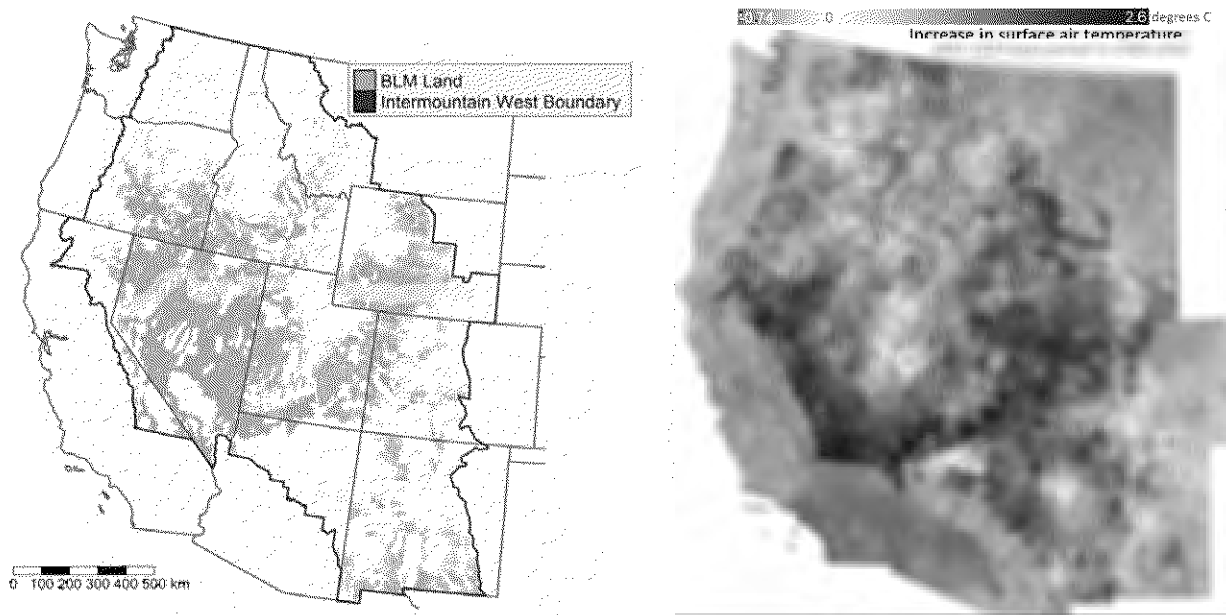 BLM Land
Intermountain West Boundary
0 100 200 300 400 500 km
0
2.6 degrees C
Increase in surface air temperature